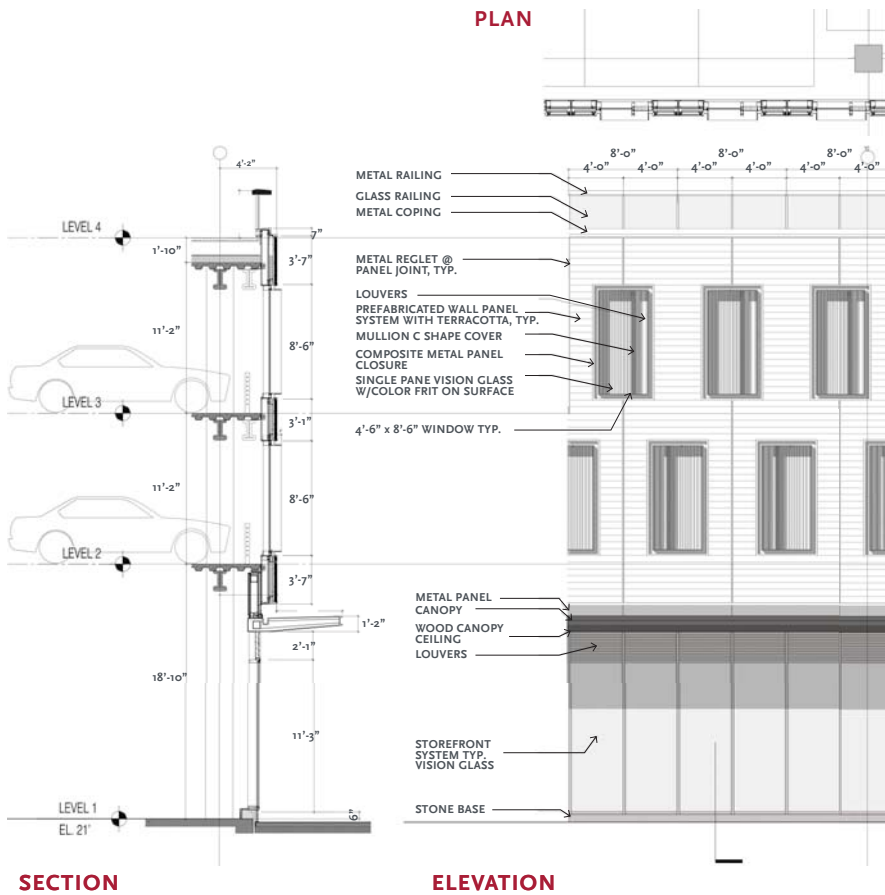 PLAN
8'-0" 8'-0" 8'-0"
4'-0" 4'-0" 4'-0" 4'-0" 4'-0" 4'-0"
4'-2"
METAL RAILING
GLASS RAILING
METAL COPING
METAL REGLET @
PANEL JOINT, TYP.
LOUVERS
PREFABRICATED WALL PANEL
SYSTEM WITH TERRACOTTA, TYP.
MULLION C SHAPE COVER
COMPOSITE METAL PANEL
CLOSURE
SINGLE PANE VISION GLASS
W/COLOR FRIT ON SURFACE
4'-6" x 8'-6" WINDOW TYP.
METAL PANEL
CANOPY
WOOD CANOPY
CEILING
LOUVERS
STOREFRONT
SYSTEM TYP.
VISION GLASS
STONE BASE
LEVEL 4
7"
1'-10"
3'-7"
11'-2"
8'-6"
LEVEL 3
3'-1"
11'-2"
8'-6"
LEVEL 2
3'-7"
1'-2"
2'-1"
18'-10"
11'-3"
LEVEL 1
6"
EL. 21'
SECTION
ELEVATION